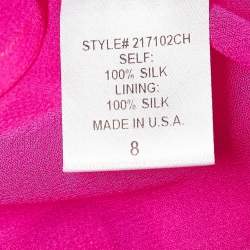 STYLE# 217102CH
SELF:
100% SILK
LINING:
100% SILK
MADE IN U.S.A.
8